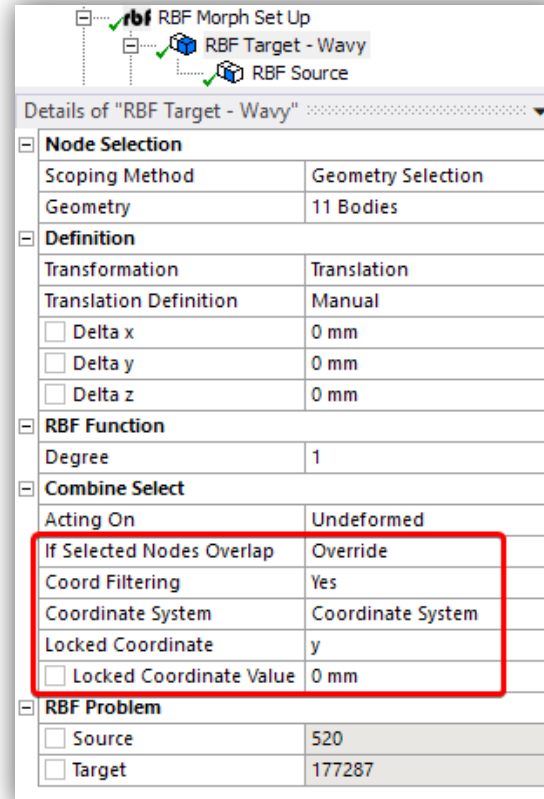 rbf RBF Morph Set Up
RBF Target - Wavy
RBF Source
Details of "RBF Target - Wavy"
Node Selection
Scoping Method Geometry Selection
Geometry 11 Bodies
Definition
Transformation Translation
Translation Definition Manual
Delta x 0 mm
Delta y 0 mm
Delta z 0 mm
RBF Function
Degree 1
Combine Select
Acting On Undeformed
If Selected Nodes Overlap Override
Coord Filtering Yes
Coordinate System Coordinate System
Locked Coordinate y
Locked Coordinate Value 0 mm
RBF Problem
Source 520
Target 177287